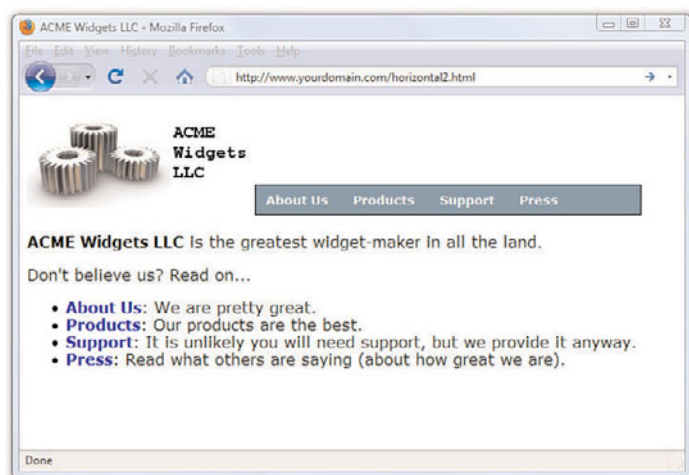 ACME Widgets LLC - Mozilla Firefox
File Edit View History Bookmarks Tools Help
http://www.yourdomain.com/horizontal2.html
ACME
Widgets
LLC
About Us Products Support Press
ACME Widgets LLC is the greatest widget-maker in all the land.
Don't believe us? Read on...
• About Us: We are pretty great.
• Products: Our products are the best.
• Support: It is unlikely you will need support, but we provide it anyway.
• Press: Read what others are saying (about how great we are).
Done